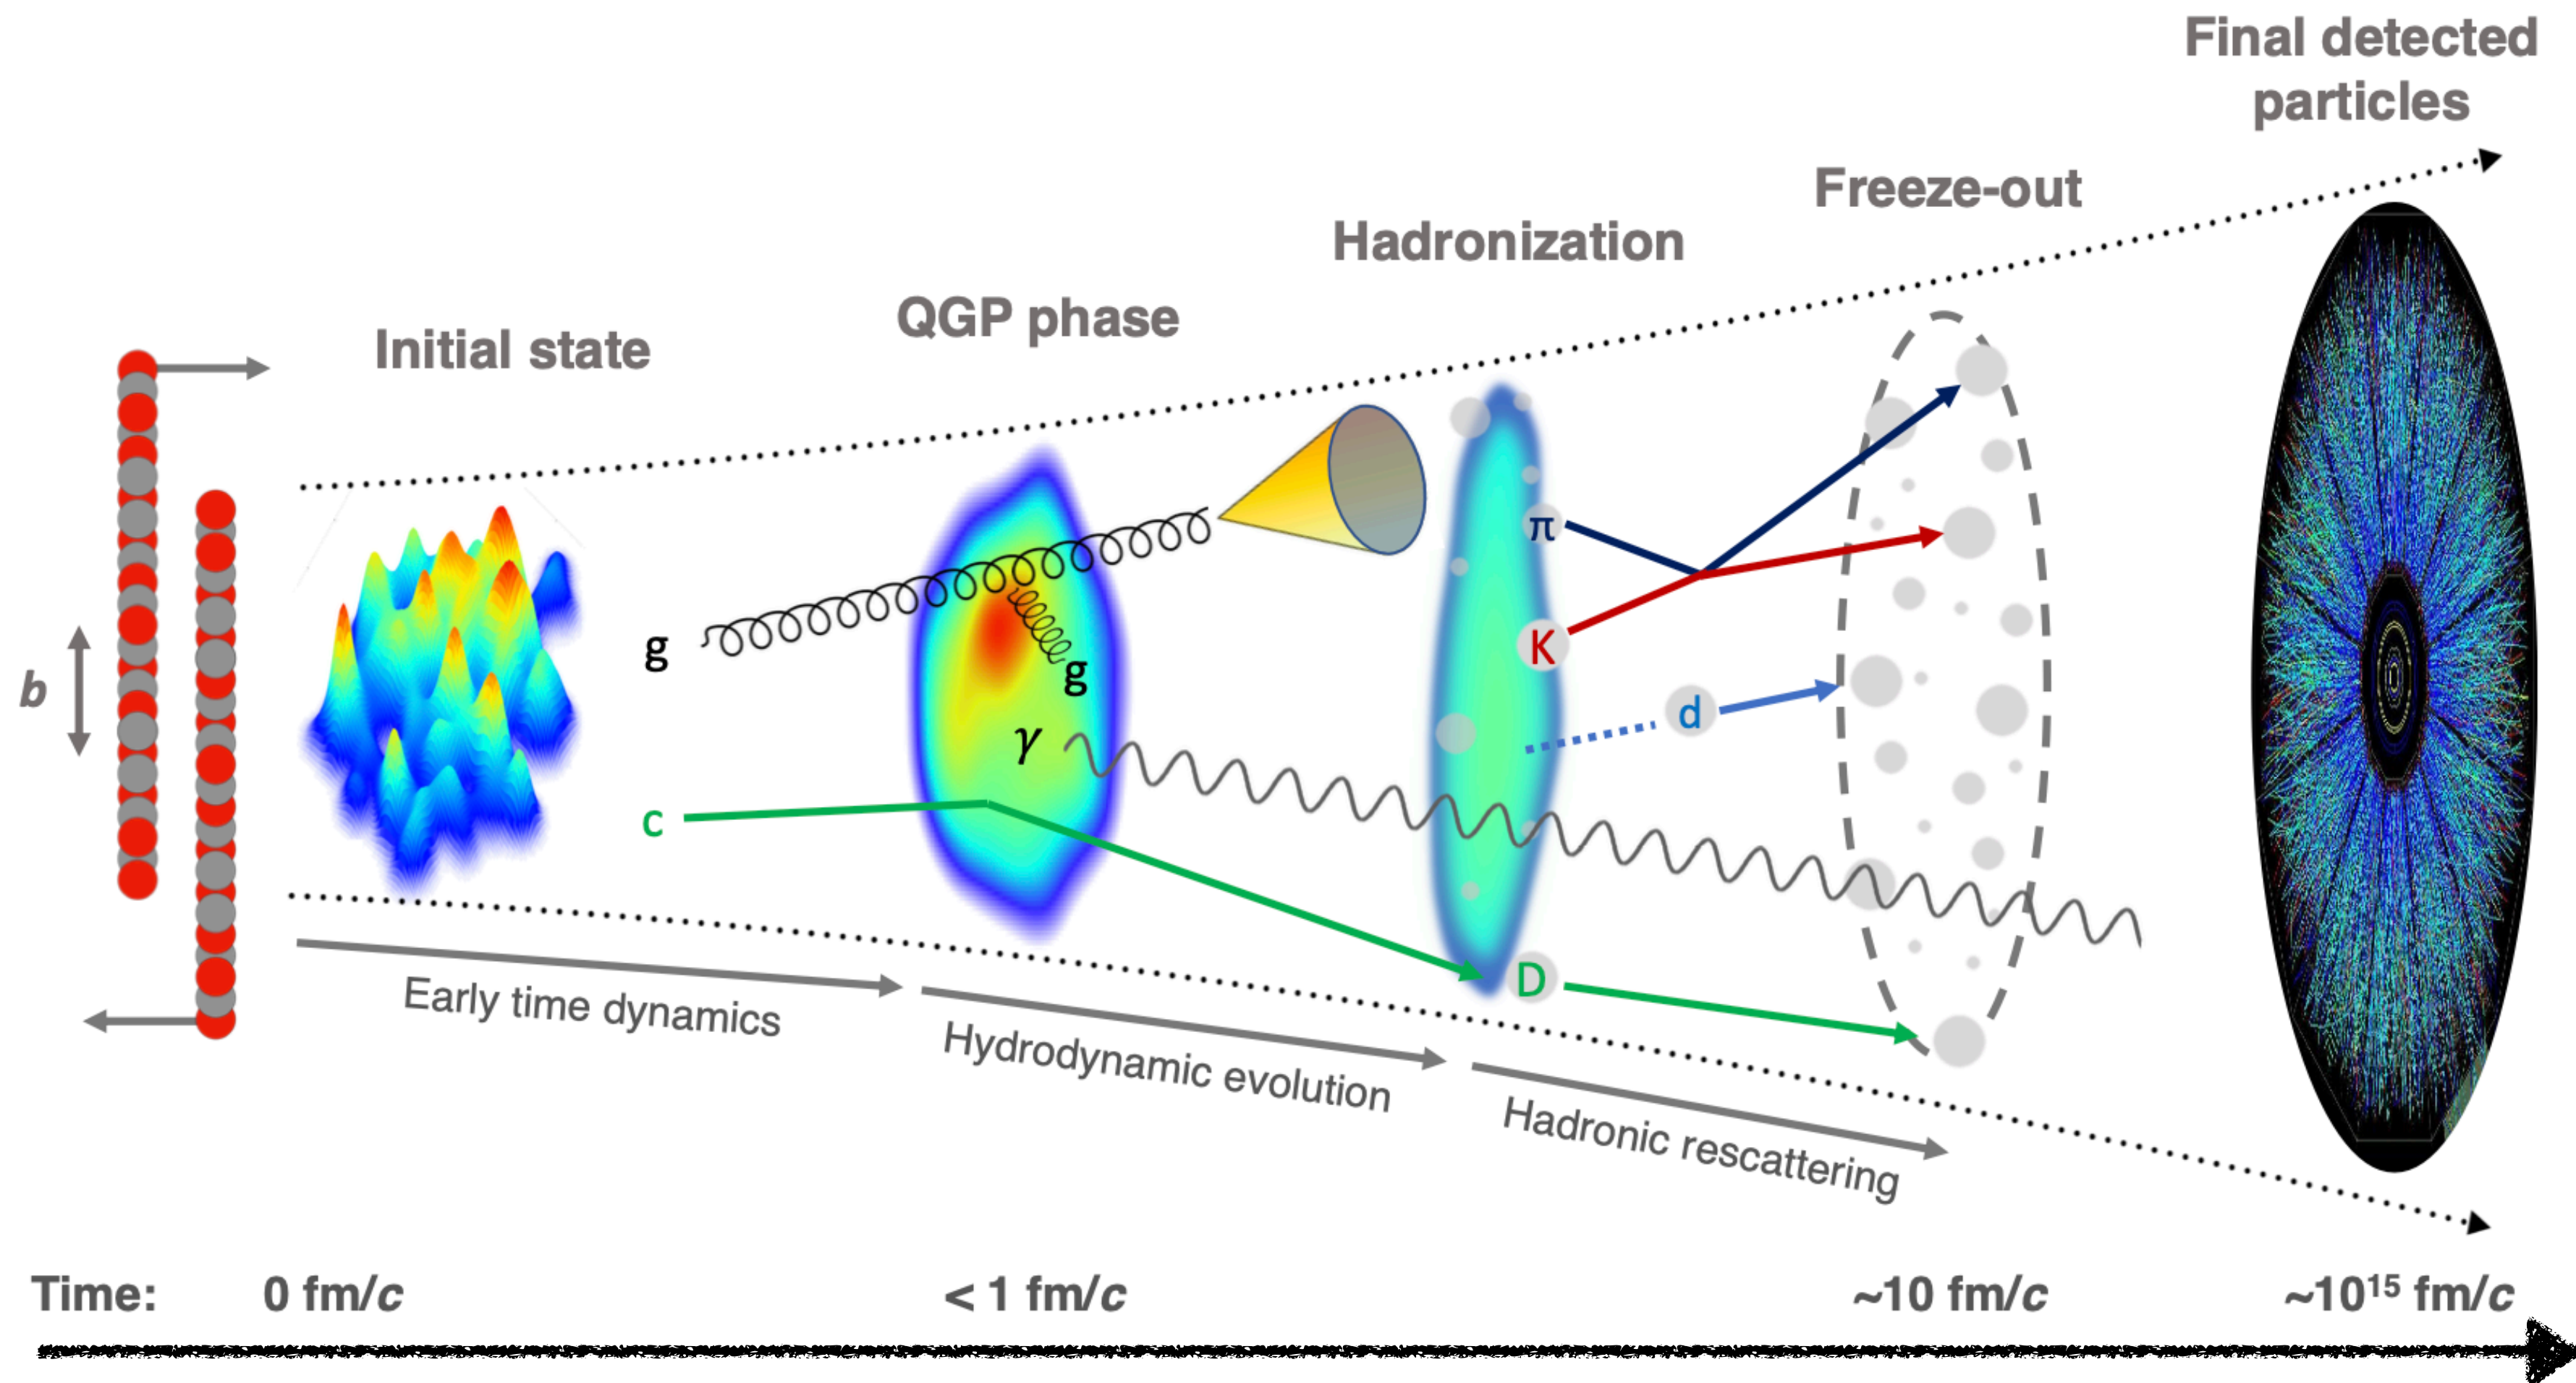 Final detected
particles
Freeze-out
Hadronization
QGP phase
Initial state
b
g
g
γ
c
π
K
d
D
Early time dynamics
Hydrodynamic evolution
Hadronic rescattering
Time: 0 fm/c < 1 fm/c ~10 fm/c ~10¹⁵ fm/c